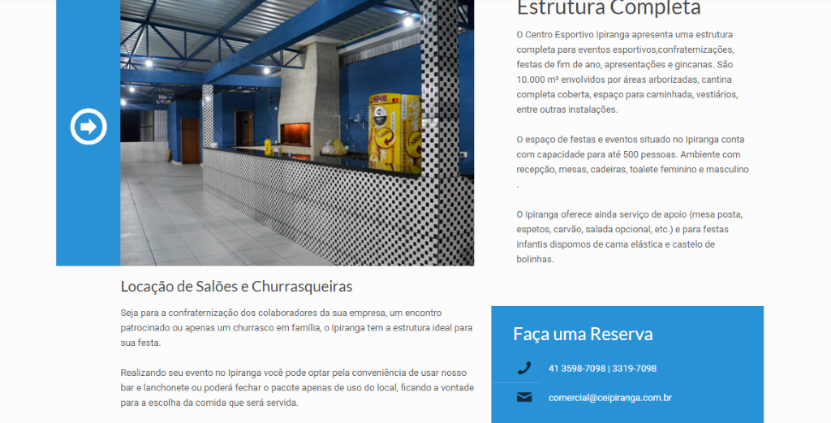 Estrutura Completa
O Centro Esportivo Ipiranga apresenta uma estrutura
completa para eventos esportivos,confraternizações,
festas de fim de ano, apresentações e gincanas. São
10.000 m² envolvidos por áreas arborizadas, cantina
completa coberta, espaço para caminhada, vestiários,
entre outras instalações.
O espaço de festas e eventos situado no Ipiranga conta
com capacidade para até 500 pessoas. Ambiente com
recepção, mesas, cadeiras, toalete feminino e masculino
.
O Ipiranga oferece ainda serviço de apoio (mesa posta,
espetos, carvão, salada opcional, etc.) e para festas
infantis dispomos de cama elástica e castelo de
bolinhas.
Locação de Salões e Churrasqueiras
Seja para a confraternização dos colaboradores da sua empresa, um encontro
patrocinado ou apenas um churrasco em família, o Ipiranga tem a estrutura ideal para
sua festa.
Realizando seu evento no Ipiranga você pode optar pela conveniência de usar nosso
bar e lanchonete ou poderá fechar o pacote apenas de uso do local, ficando a vontade
para a escolha da comida que será servida.
Faça uma Reserva
41 3598-7098 | 3319-7098
comercial@ceipiranga.com.br